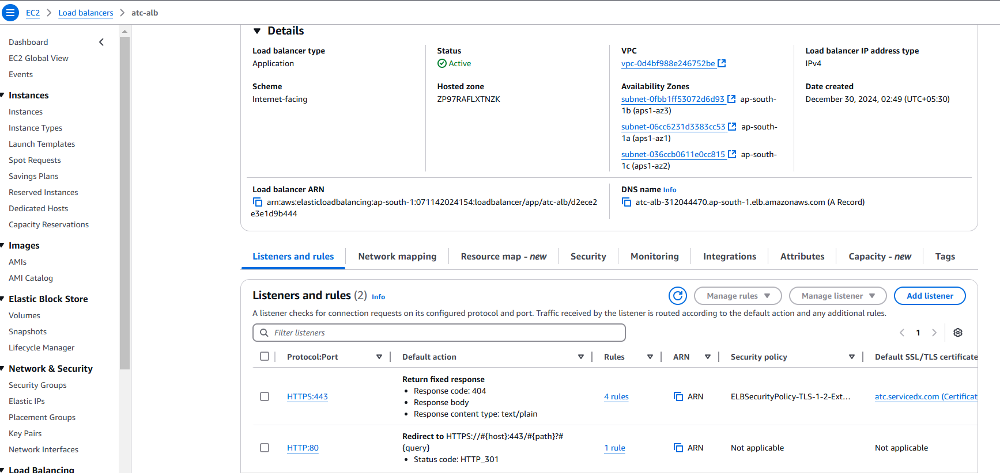 EC2 > Load balancers > atc-alb
Dashboard
EC2 Global View
Events
Instances
Instances
Instance Types
Launch Templates
Spot Requests
Savings Plans
Reserved Instances
Dedicated Hosts
Capacity Reservations
Images
AMIs
AMI Catalog
Elastic Block Store
Volumes
Snapshots
Lifecycle Manager
Network & Security
Security Groups
Elastic IPs
Placement Groups
Key Pairs
Network Interfaces
Load Balancing
Details
Load balancer type
Application
Status
Active
VPC
vpc-0d4bf988e246752be
Load balancer IP address type
IPv4
Scheme
Internet-facing
Hosted zone
ZP97RAFLXTNZK
Availability Zones
subnet-0fbb1ff53072d6d93 ap-south-
1b (aps1-az3)
subnet-06cc6231d3383cc53 ap-south-
1a (aps1-az1)
subnet-036ccb0611e0cc815 ap-south-
1c (aps1-az2)
Date created
December 30, 2024, 02:49 (UTC+05:30)
Load balancer ARN
arn:aws:elasticloadbalancing:ap-south-1:071142024154:loadbalancer/app/atc-alb/d2ece2
e3e1d9b444
DNS name Info
atc-alb-312044470.ap-south-1.elb.amazonaws.com (A Record)
Listeners and rules Network mapping Resource map - new Security Monitoring Integrations Attributes Capacity - new Tags
Listeners and rules (2) Info
Manage rules Manage listener Add listener
A listener checks for connection requests on its configured protocol and port. Traffic received by the listener is routed according to the default action and any additional rules.
Filter listeners
1
Protocol:Port Default action Rules ARN Security policy Default SSL/TLS certificate
HTTPS:443
Return fixed response
• Response code: 404
• Response body
• Response content type: text/plain
4 rules
ARN
ELBSecurityPolicy-TLS-1-2-Ext...
atc.servicedx.com (Certificat
HTTP:80
Redirect to HTTPS://#{host}:443/#{path}?#
{query}
• Status code: HTTP_301
1 rule
ARN
Not applicable
Not applicable